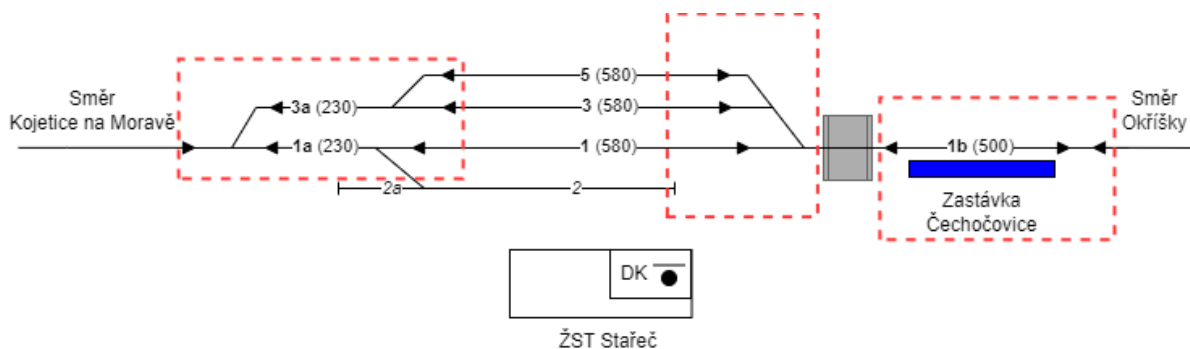 5 (580)
Směr
Kojetice na Moravě
3a (230)
3 (580)
Směr
Okříšky
1a (230)
1 (580)
1b (500)
2a
2
Zastávka
Čechočovice
DK
ŽST Stařeč